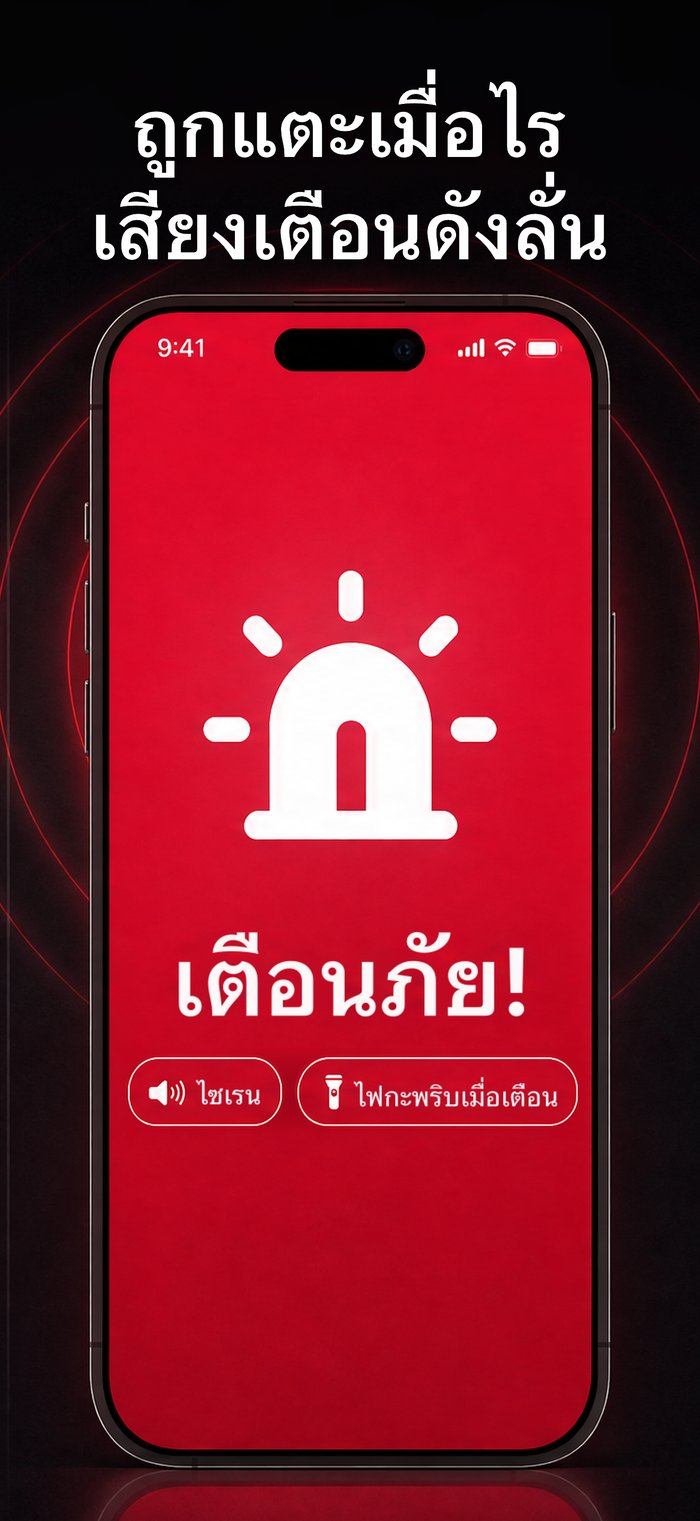 ถูกแตะเมื่อไร
เสียงเตือนดังลั่น
9:41
เตือนภัย!
ไซเรน
ไฟกะพริบเมื่อเตือน